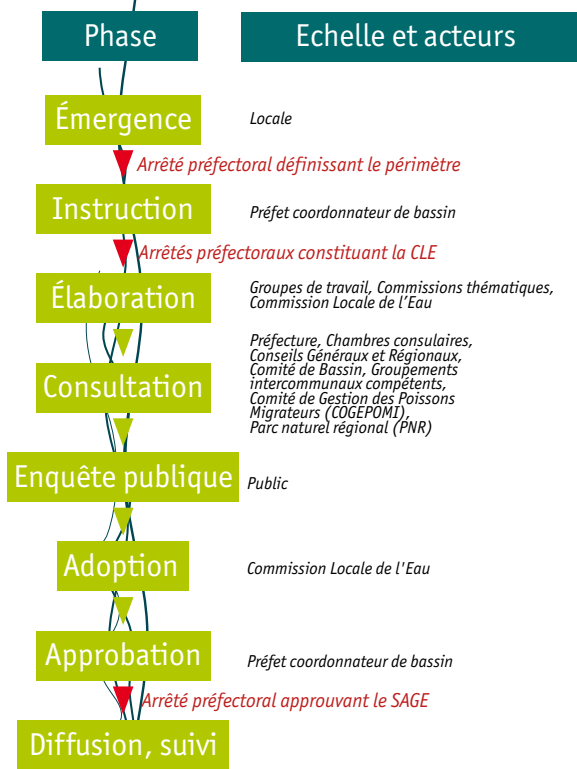 Phase
Echelle et acteurs
Émergence
Locale
Arrêté préfectoral définissant le périmètre
Instruction
Préfet coordonnateur de bassin
Arrêtés préfectoraux constituant la CLE
Élaboration
Groupes de travail, Commissions thématiques,
Commission Locale de l'Eau
Consultation
Préfecture, Chambres consulaires,
Conseils Généraux et Régionaux,
Comité de Bassin, Groupements
intercommunaux compétents,
Comité de Gestion des Poissons
Migrateurs (COGEPOMI),
Parc naturel régional (PNR)
Enquête publique
Public
Adoption
Commission Locale de l'Eau
Approbation
Préfet coordonnateur de bassin
Arrêté préfectoral approuvant le SAGE
Diffusion, suivi